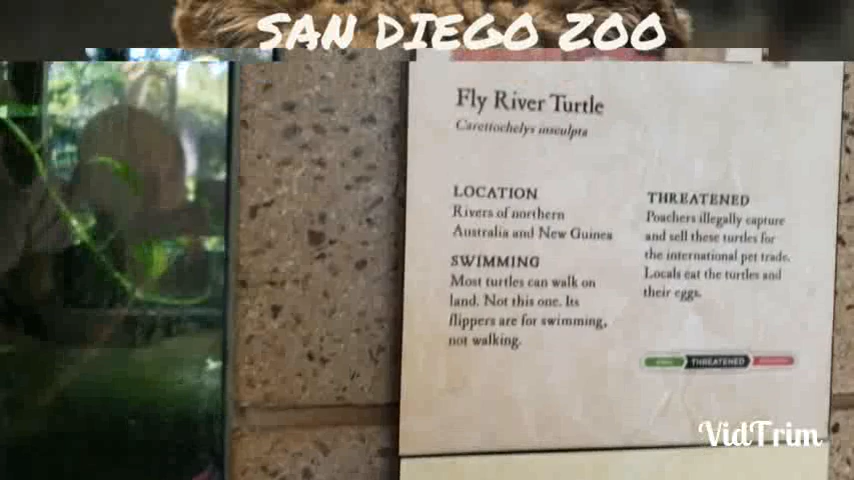 SAN DIEGO ZOO
Fly River Turtle
Carettochelys insculpta
LOCATION
Rivers of northern
Australia and New Guinea
SWIMMING
Most turtles can walk on
land. Not this one. Its
flippers are for swimming,
not walking.
THREATENED
Poachers illegally capture
and sell these turtles for
the international pet trade.
Locals eat the turtles and
their eggs.
THREATENED
VidTrim